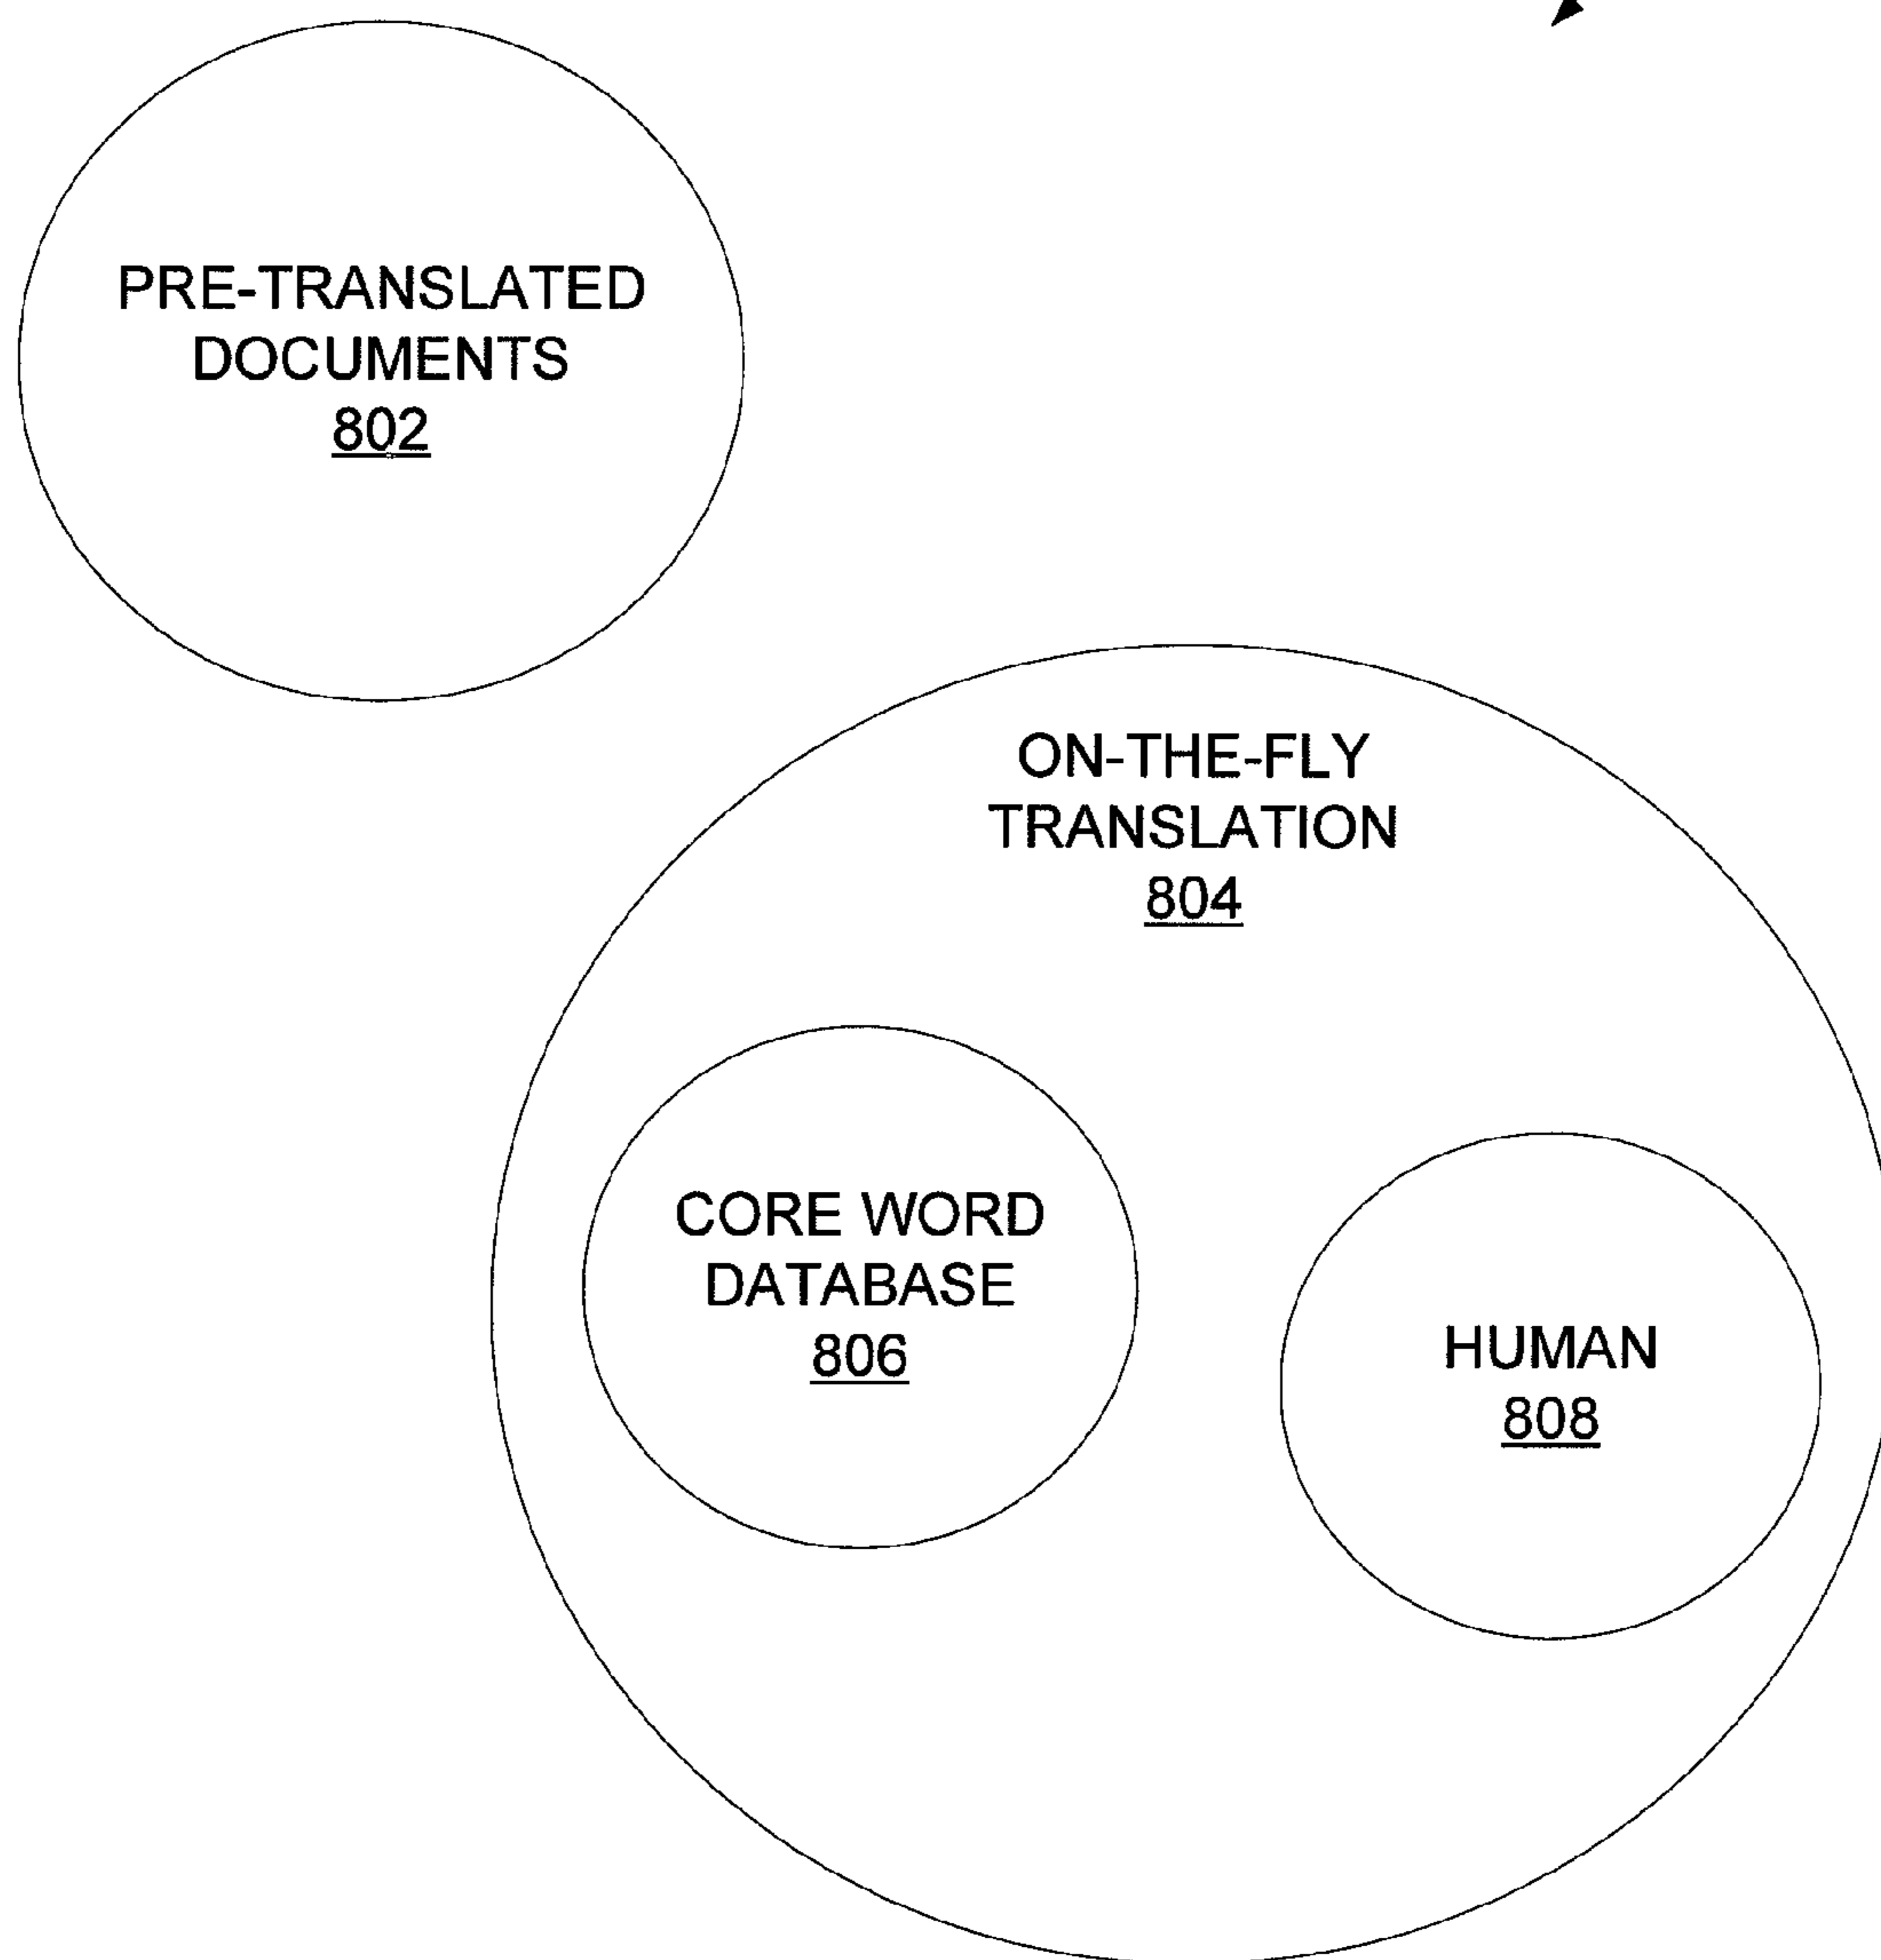 PRE-TRANSLATED
DOCUMENTS
802
ON-THE-FLY
TRANSLATION
804
CORE WORD
DATABASE
806
HUMAN
808